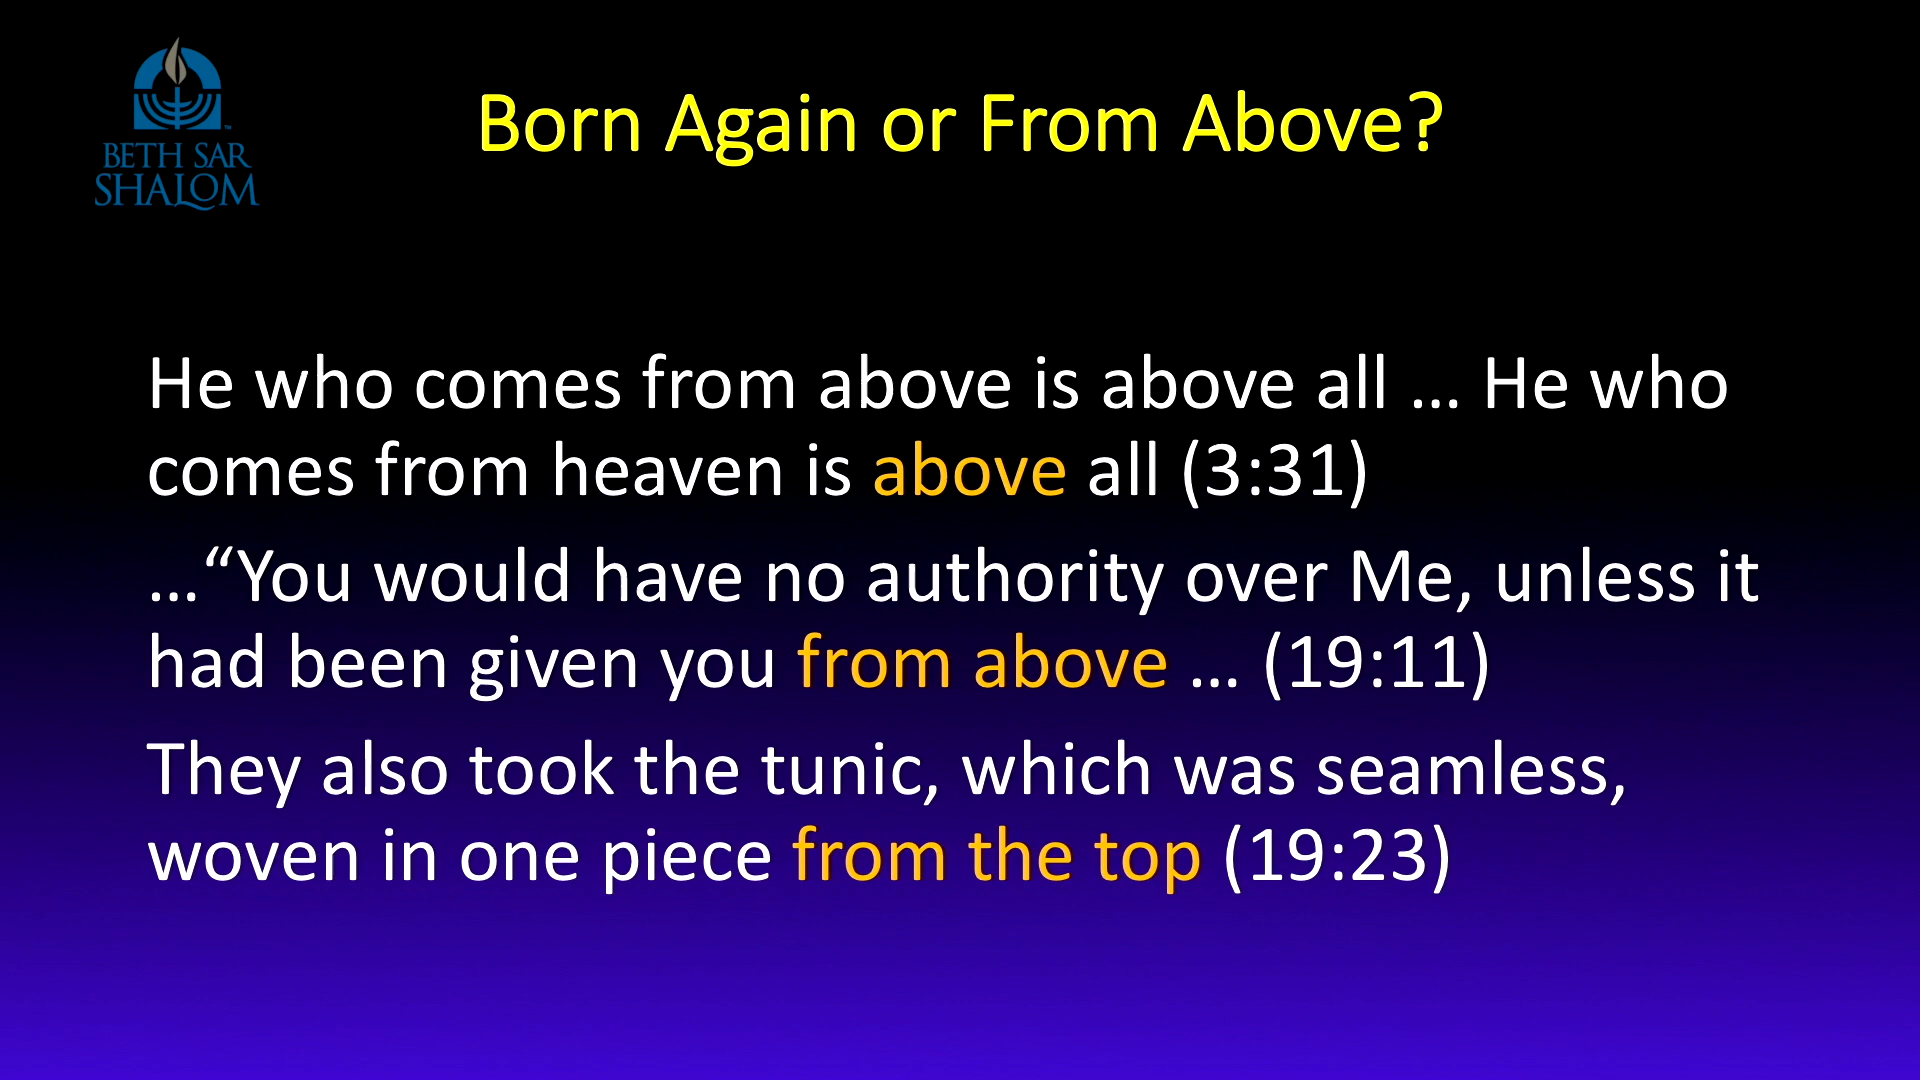 BETH SAR
SHALOM
Born Again or From Above?
He who comes from above is above all … He who
comes from heaven is above all (3:31)
…“You would have no authority over Me, unless it
had been given you from above … (19:11)
They also took the tunic, which was seamless,
woven in one piece from the top (19:23)